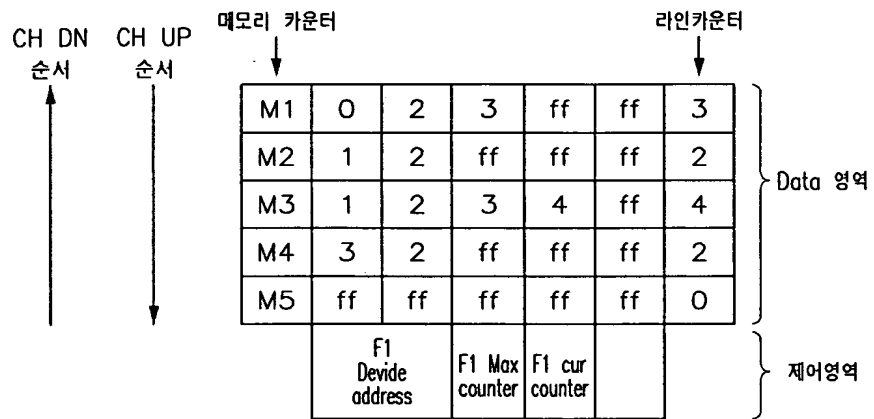 CH DN CH UP 메모리 카운터 라인카운터
순서 순서
M1 0 2 3 ff ff 3
M2 1 2 ff ff ff 2
M3 1 2 3 4 ff 4
M4 3 2 ff ff ff 2
M5 ff ff ff ff ff 0
Data 영역
F1
Devide
address
F1 Max
counter
F1 cur
counter
제어영역